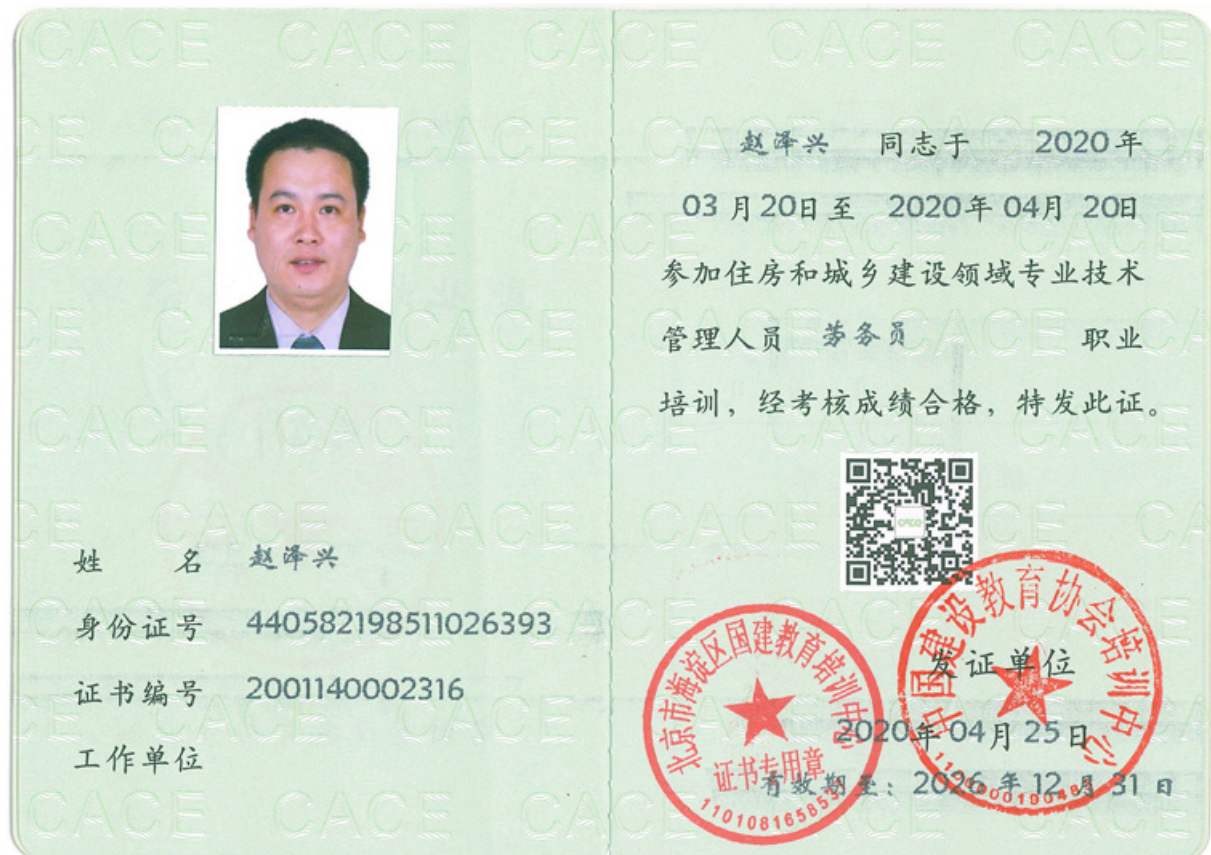 姓 名 赵泽兴
身份证号 440582198511026393
证书编号 2001140002316
工作单位
赵泽兴 同志于 2020年
03月20日至 2020年04月20日
参加住房和城乡建设领域专业技术
管理人员 劳务员 职业
培训，经考核成绩合格，特发此证。
CACE
北京市海淀区国建教育培训中心
证书专用章
中国建设教育协会培训中心
发证单位
2020年04月25日
有效期至：2026年12月31日